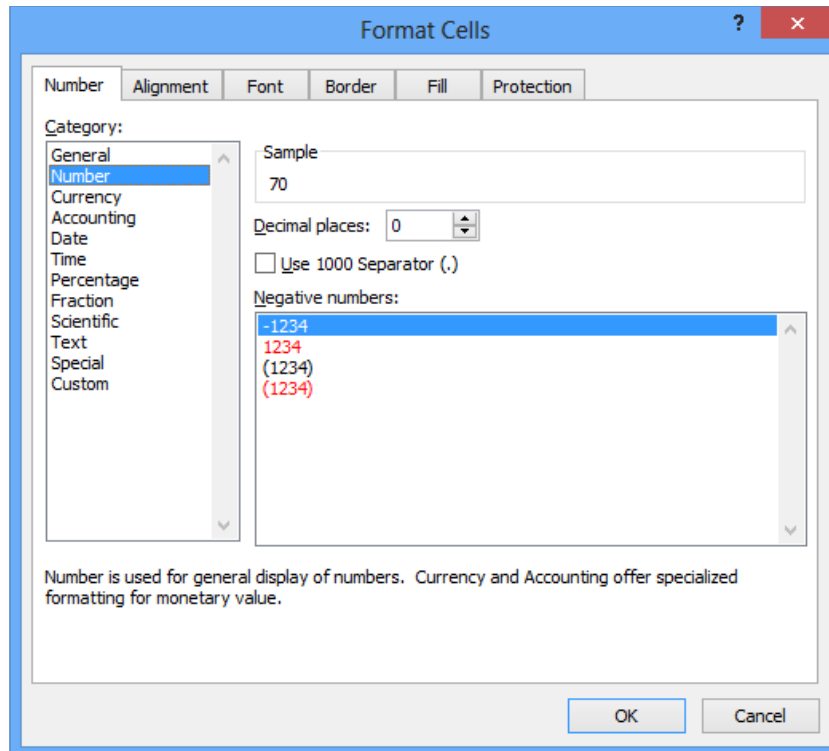 Format Cells
?
Number
Alignment
Font
Border
Fill
Protection
Category:
General
Number
Currency
Accounting
Date
Time
Percentage
Fraction
Scientific
Text
Special
Custom
Sample
70
Decimal places: 0
Use 1000 Separator (.)
Negative numbers:
-1234
1234
(1234)
(1234)
Number is used for general display of numbers.  Currency and Accounting offer specialized
formatting for monetary value.
OK
Cancel